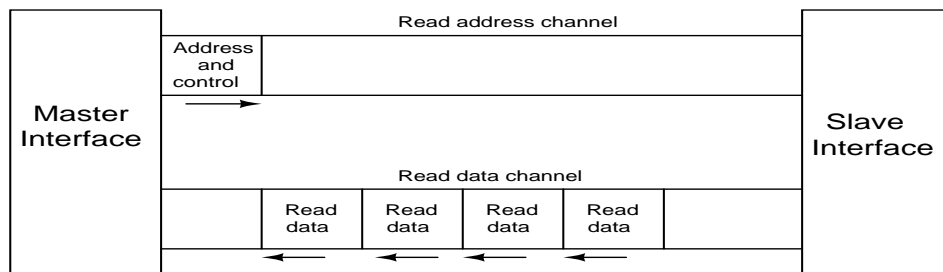 Read address channel
Address
and
control
Master
Interface
Slave
Interface
Read data channel
Read
data
Read
data
Read
data
Read
data